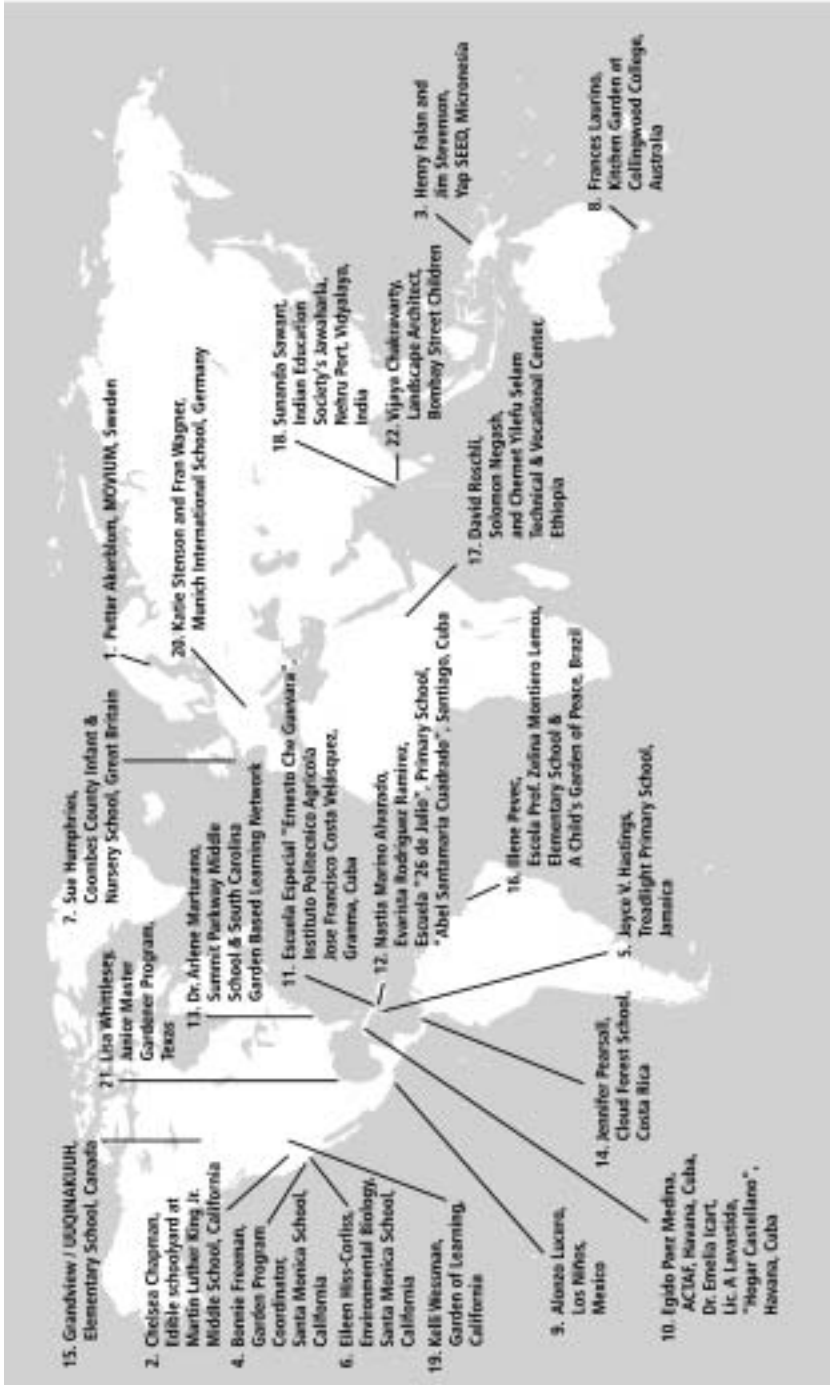 15. Grandview / UUQINAKUUH,
Elementary School, Canada
2. Chelsea Chapman,
Edible schoolyard at
Martin Luther King Jr.
Middle School, California
4. Bonnie Freeman,
Garden Program
Coordinator,
Santa Monica School,
California
6. Eileen Hiss-Corliss,
Environmental Biology,
Santa Monica School,
California
19. Kelli Wessman,
Garden of Learning,
California
9. Alonzo Lucero,
Los Niños,
Mexico
10. Egido Paez Medina,
ACTAF, Havana, Cuba,
Dr. Emelia Icart,
Lic. A Lavastida,
"Hogar Castellano",
Havana, Cuba
21. Lisa Whittlesey,
Junior Master
Gardener Program,
Texas
13. Dr. Arlene Marturano,
Summit Parkway Middle
School & South Carolina
Garden Based Learning Network
11. Escuela Especial "Ernesto Che Guevara",
Instituto Politecnico Agricola
Jose Francisco Costa Velásquez,
Granma, Cuba
12. Nastia Marino Alvarado,
Evarista Rodriguez Ramirez,
Escuela "26 de Julio", Primary School,
"Abel Santamaria Cuadrado", Santiago, Cuba
14. Jennifer Pearsall,
Cloud Forest School,
Costa Rica
5. Joyce V. Hastings,
Treadlight Primary School,
Jamaica
16. Illene Pevec,
Escola Prof. Zelina Montiero Lemos,
Elementary School &
A Child's Garden of Peace, Brazil
7. Sue Humphries,
Coombes County Infant &
Nursery School, Great Britain
1. Petter Akerblom, MOVIUM, Sweden
20. Katie Stenson and Fran Wagner,
Munich International School, Germany
18. Sunanda Sawant,
Indian Education
Society's Jawaharla,
Nehru Port, Vidyalaya,
India
22. Vijaya Chakravarty,
Landscape Architect,
Bombay Street Children
17. David Roschli,
Solomon Negash,
and Chernet Yilefu Selam
Technical & Vocational Center,
Ethiopia
3. Henry Falan and
Jim Stevenson,
Yap SEED, Micronesia
8. Frances Laurino,
Kitchen Garden at
Collingwood College,
Australia